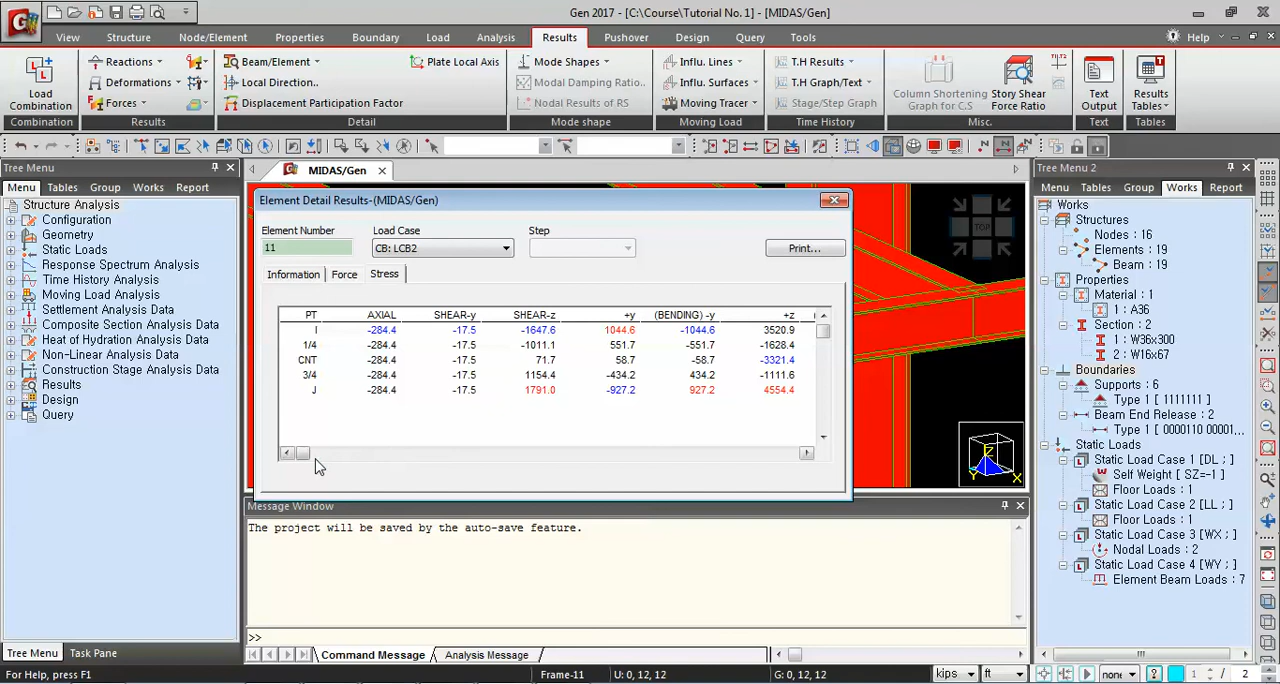 Gen 2017 - [C:\Course\Tutorial No. 1] - [MIDAS/Gen]
View Structure Node/Element Properties Boundary Load Analysis Results Pushover Design Query Tools Help
Load Combination
Combination
Reactions
Deformations
Forces
Results
Beam/Element
Local Direction...
Displacement Participation Factor
Plate Local Axis
Detail
Mode Shapes
Modal Damping Ratio..
Nodal Results of RS
Mode shape
Influ. Lines
Influ. Surfaces
Moving Tracer
Moving Load
T.H Results
T.H Graph/Text
Stage/Step Graph
Time History
Column Shortening Graph for C.S
Story Shear Force Ratio
Misc.
Text Output
Text
Results Tables
Tables
Tree Menu
Menu Tables Group Works Report
Structure Analysis
Configuration
Geometry
Static Loads
Response Spectrum Analysis
Time History Analysis
Moving Load Analysis
Settlement Analysis Data
Composite Section Analysis Data
Heat of Hydration Analysis Data
Non-Linear Analysis Data
Construction Stage Analysis Data
Results
Design
Query
Tree Menu Task Pane
MIDAS/Gen
Element Detail Results-(MIDAS/Gen)
Element Number Load Case Step
11 CB: LCB2 Print...
Information Force Stress
PT AXIAL SHEAR-y SHEAR-z +y (BENDING) -y +z
I -284.4 -17.5 -1647.6 1044.6 -1044.6 3520.9
1/4 -284.4 -17.5 -1011.1 551.7 -551.7 -1628.4
CNT -284.4 -17.5 71.7 58.7 -58.7 -3321.4
3/4 -284.4 -17.5 1154.4 -434.2 434.2 -1111.6
J -284.4 -17.5 1791.0 -927.2 927.2 4554.4
TOP
Z
Y
X
Message Window
The project will be saved by the auto-save feature.
>>
Command Message Analysis Message
Tree Menu 2
Menu Tables Group Works Report
Works
Structures
Nodes : 16
Elements : 19
Beam : 19
Properties
Material : 1
1 : A36
Section : 2
1 : W36x300
2 : W16x67
Boundaries
Supports : 6
Type 1 [ 1111111 ]
Beam End Release : 2
Type 1 [ 0000110 00001...
Static Loads
Static Load Case 1 [DL ; ]
Self Weight [ SZ=-1 ]
Floor Loads : 1
Static Load Case 2 [LL ; ]
Floor Loads : 1
Static Load Case 3 [WX ; ]
Nodal Loads : 2
Static Load Case 4 [WY ; ]
Element Beam Loads : 7
For Help, press F1 Frame-11 U: 0, 12, 12 G: 0, 12, 12 kips ft none ? 1 / 2